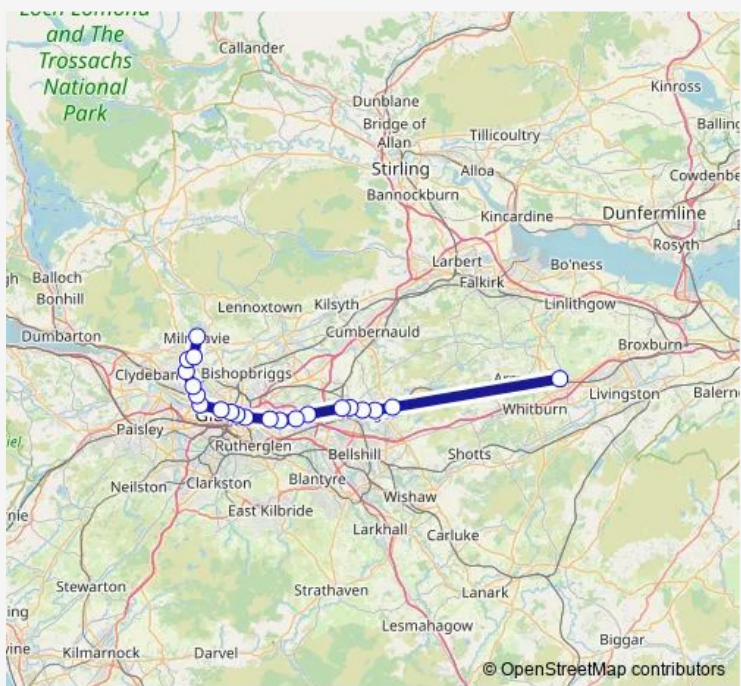 Loch Lomond
and The
Trossachs
National
Park
Callander
Kinross
Dunblane
Bridge of
Allan
Tillicoultry
Stirling
Alloa
Bannockburn
Kincardine
Dunfermline
Rosyth
Larbert
Bo'ness
Falkirk
Balloch
Bonhill
Linlithgow
Lennoxtown
Kilsyth
Dumbarton
Cumbernauld
Broxburn
Bishopbriggs
Livingston
Whitburn
Paisley
Rutherglen
Bellshill
Shotts
Neilston
Clarkston
Blantyre
Wishaw
East Kilbride
Larkhall
Carluke
Stewarton
Strathaven
Lanark
Lesmahagow
Biggar
Kilmarnock
Darvel
© OpenStreetMap contributors